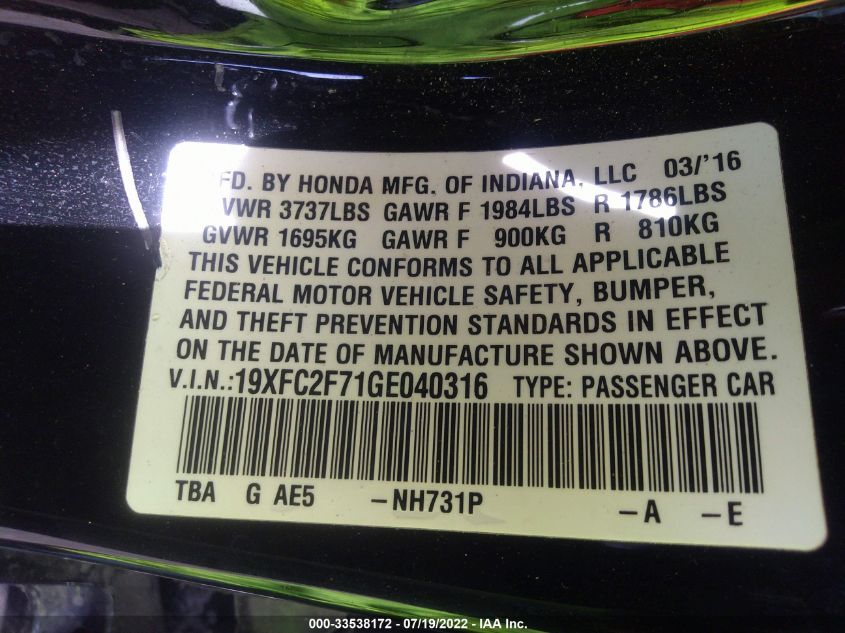 FD. BY HONDA MFG. OF INDIANA, LLC 03/'16
VWR 3737LBS GAWR F 1984LBS R 1786LBS
GVWR 1695KG GAWR F 900KG R 810KG
THIS VEHICLE CONFORMS TO ALL APPLICABLE
FEDERAL MOTOR VEHICLE SAFETY, BUMPER,
AND THEFT PREVENTION STANDARDS IN EFFECT
ON THE DATE OF MANUFACTURE SHOWN ABOVE.
V.I.N.:19XFC2F71GE040316 TYPE: PASSENGER CAR
TBA G AE5 -NH731P -A -E
000-33538172 - 07/19/2022 - IAA Inc.